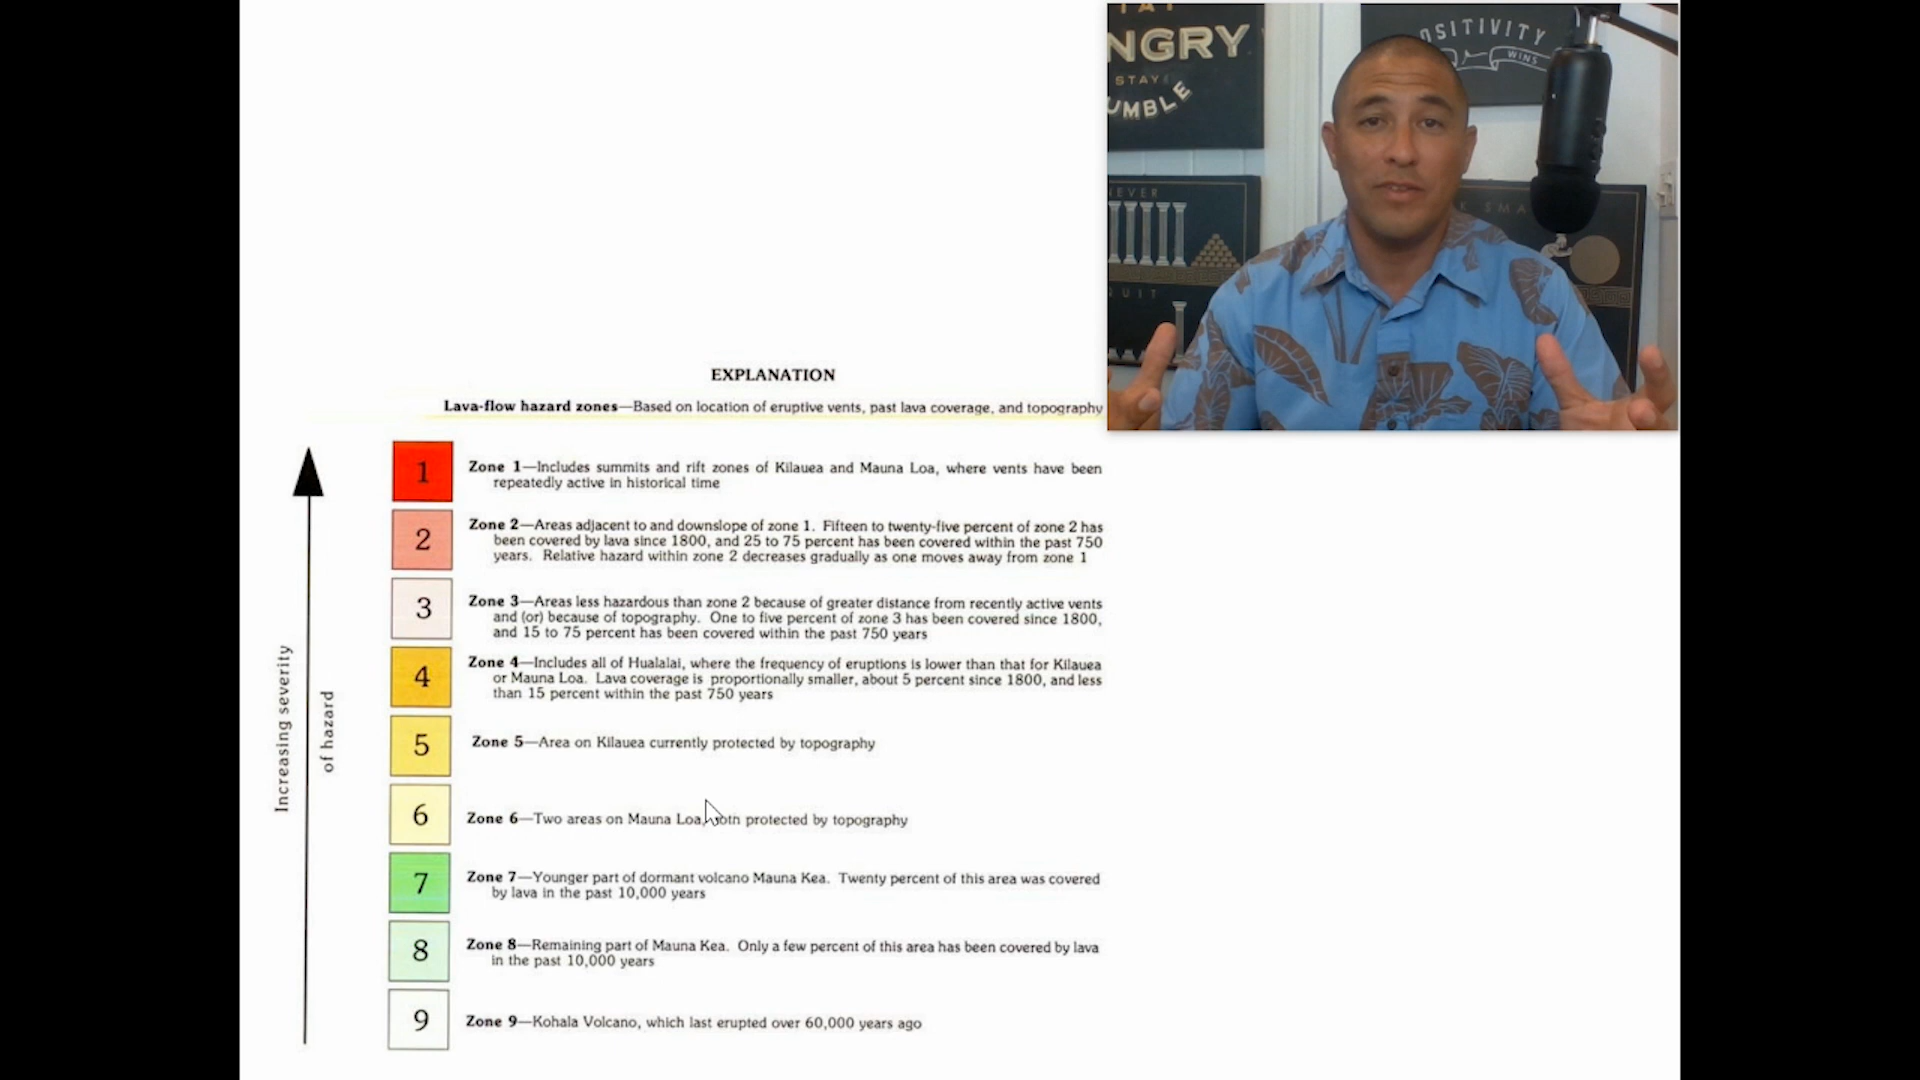 TAY
NGRY
STAY
UMBLE
OSITIVITY
WINS
NEVER
QUIT
K SMA
EXPLANATION
Lava-flow hazard zones—Based on location of eruptive vents, past lava coverage, and topography
Increasing severity
of hazard
1
Zone 1—Includes summits and rift zones of Kilauea and Mauna Loa, where vents have been
repeatedly active in historical time
2
Zone 2—Areas adjacent to and downslope of zone 1. Fifteen to twenty-five percent of zone 2 has
been covered by lava since 1800, and 25 to 75 percent has been covered within the past 750
years. Relative hazard within zone 2 decreases gradually as one moves away from zone 1
3
Zone 3—Areas less hazardous than zone 2 because of greater distance from recently active vents
and (or) because of topography. One to five percent of zone 3 has been covered since 1800,
and 15 to 75 percent has been covered within the past 750 years
4
Zone 4—Includes all of Hualalai, where the frequency of eruptions is lower than that for Kilauea
or Mauna Loa. Lava coverage is proportionally smaller, about 5 percent since 1800, and less
than 15 percent within the past 750 years
5
Zone 5—Area on Kilauea currently protected by topography
6
Zone 6—Two areas on Mauna Loa, both protected by topography
7
Zone 7—Younger part of dormant volcano Mauna Kea. Twenty percent of this area was covered
by lava in the past 10,000 years
8
Zone 8—Remaining part of Mauna Kea. Only a few percent of this area has been covered by lava
in the past 10,000 years
9
Zone 9—Kohala Volcano, which last erupted over 60,000 years ago